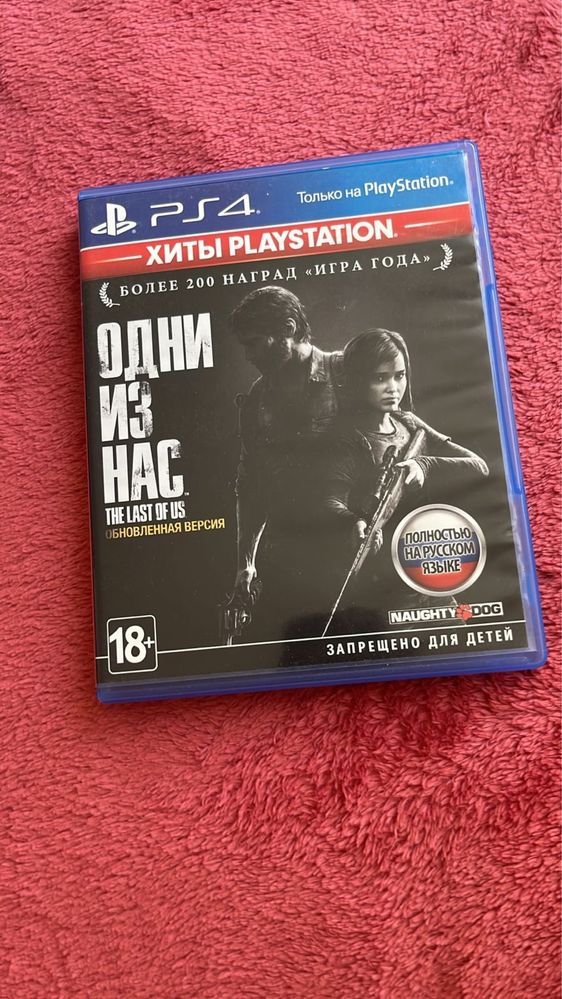 PS4
Только на PlayStation
ХИТЫ PLAYSTATION
БОЛЕЕ 200 НАГРАД «ИГРА ГОДА»
ОДНИ
ИЗ
НАС
THE LAST OF US
ОБНОВЛЕННАЯ ВЕРСИЯ
ПОЛНОСТЬЮ
НА РУССКОМ
ЯЗЫКЕ
NAUGHTY DOG
18+
ЗАПРЕЩЕНО ДЛЯ ДЕТЕЙ